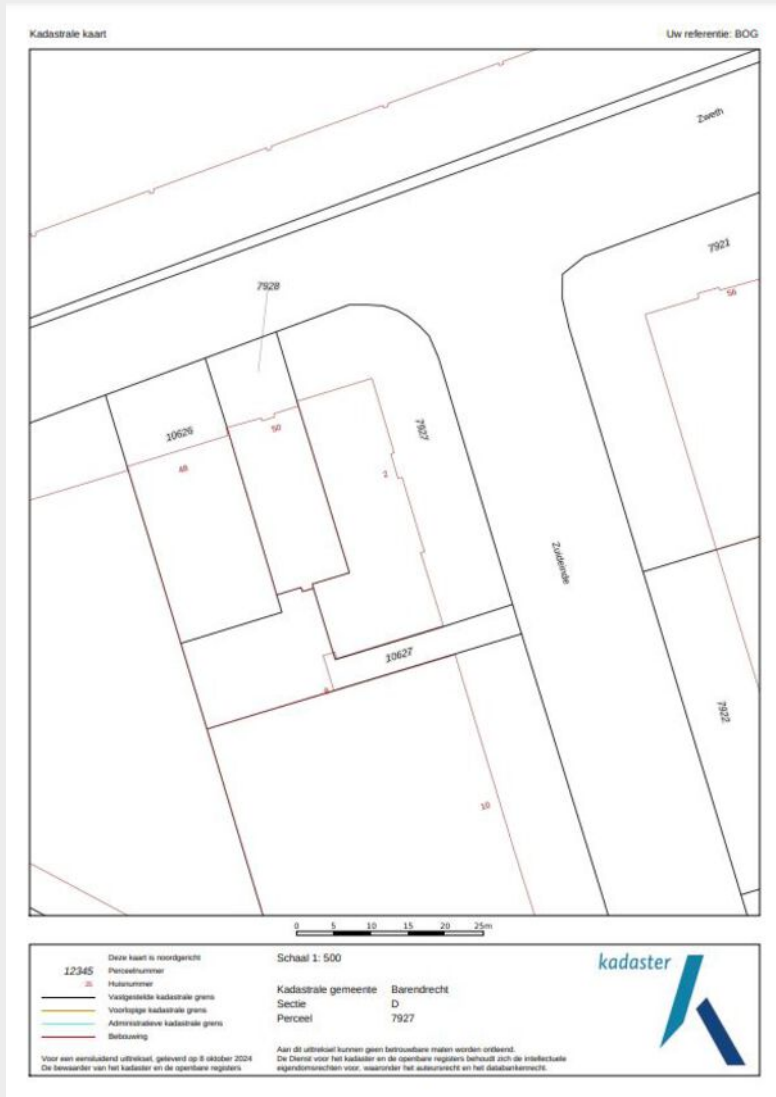 Kadastrale kaart
Uw referentie: BOG
Zweth
7921
56
7928
10626
48
50
7927
2
Zuideinde
10627
8
7922
10
0 5 10 15 20 25m
Deze kaart is noordgericht
12345 Perceelnummer
25 Huisnummer
Vastgestelde kadastrale grens
Voorlopige kadastrale grens
Administratieve kadastrale grens
Bebouwing
Voor een eensluidend uittreksel, geleverd op 8 oktober 2024
De bewaarder van het kadaster en de openbare registers
Schaal 1: 500
Kadastrale gemeente Barendrecht
Sectie D
Perceel 7927
Aan dit uittreksel kunnen geen betrouwbare maten worden ontleend.
De Dienst voor het kadaster en de openbare registers behoudt zich de intellectuele
eigendomsrechten voor, waaronder het auteursrecht en het databankenrecht.
kadaster